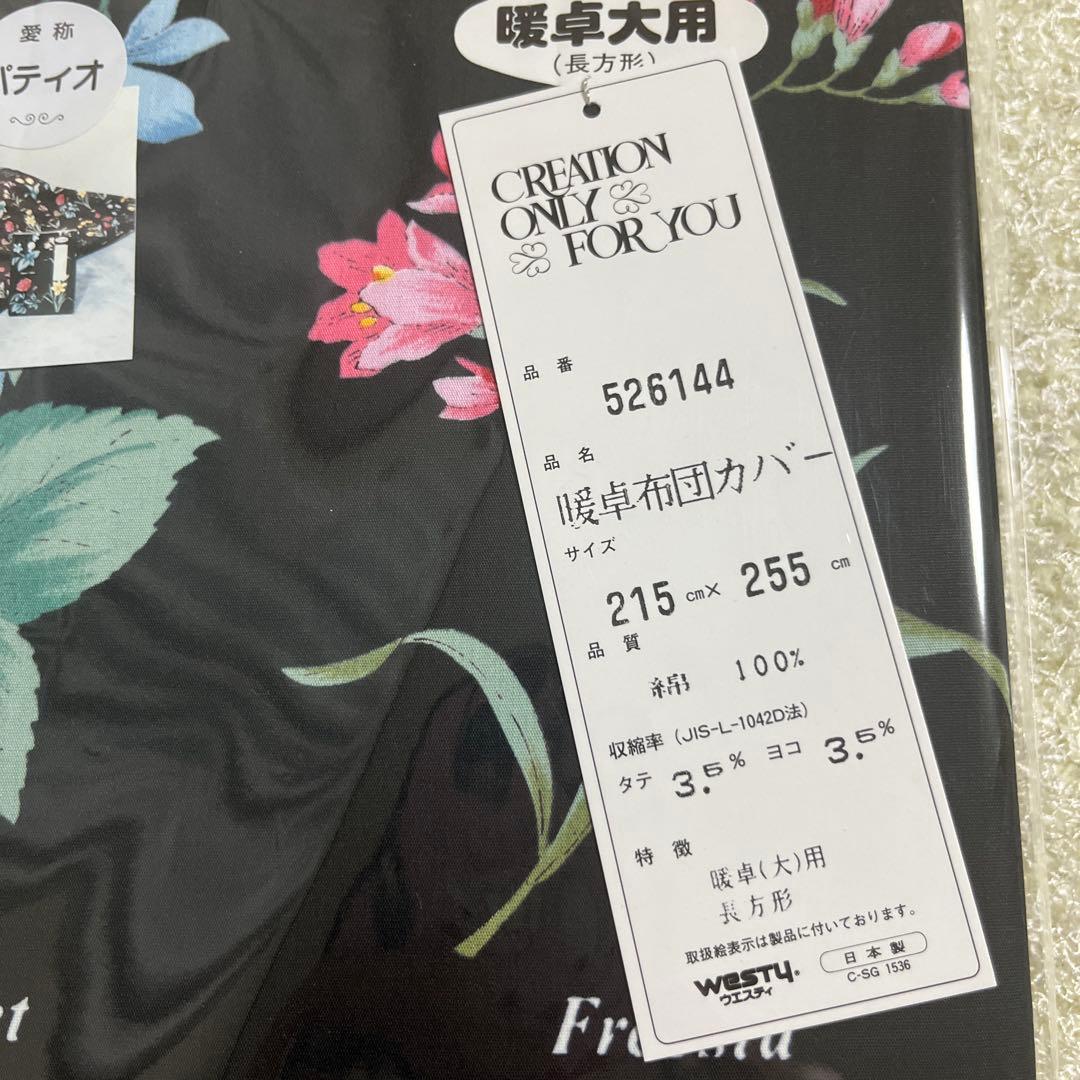 愛称
パティオ
暖卓大用
(長方形)
CREATION
ONLY
FOR YOU
品番
526144
品名
暖卓布団カバー
サイズ
215 cm× 255 cm
品質
綿 100%
収縮率 (JIS-L-1042D法)
タテ 3.5% ヨコ 3.5%
特徴
暖卓(大)用
長方形
取扱絵表示は製品に付いております。
WESTY®
ウエスティ
日本製
C-SG 1536